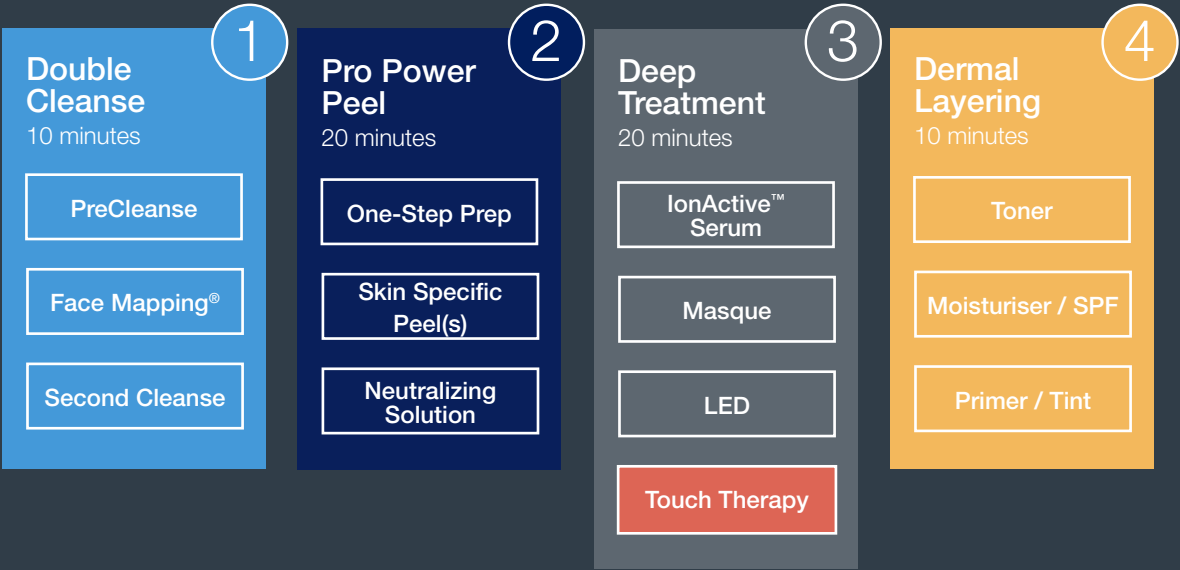 1
Double
Cleanse
10 minutes
PreCleanse
Face Mapping®
Second Cleanse
2
Pro Power
Peel
20 minutes
One-Step Prep
Skin Specific
Peel(s)
Neutralizing
Solution
3
Deep
Treatment
20 minutes
IonActive™
Serum
Masque
LED
Touch Therapy
4
Dermal
Layering
10 minutes
Toner
Moisturiser / SPF
Primer / Tint